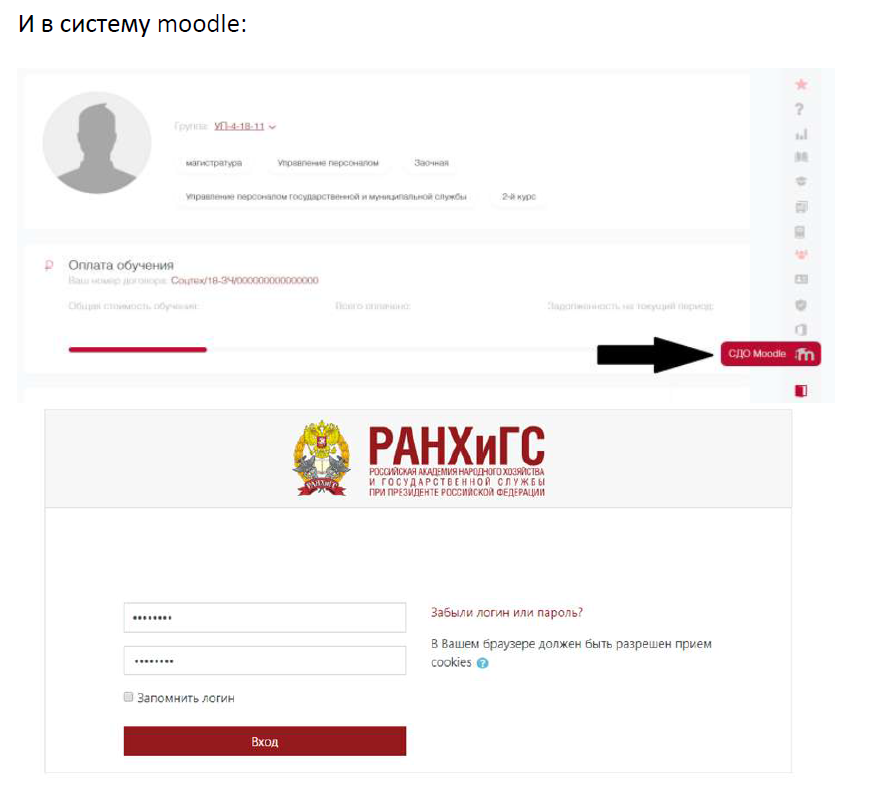 И в систему moodle:
Группа: УП-4-18-11
магистратура Управление персоналом Заочная
Управление персоналом государственной и муниципальной службы 2-й курс
₽ Оплата обучения
Ваш номер договора: Соцтех/18-ЗЧ/000000000000000
Общая стоимость обучения: Всего оплачено: Задолженность на текущий период:
СДО Moodle
РАНХиГС
РОССИЙСКАЯ АКАДЕМИЯ НАРОДНОГО ХОЗЯЙСТВА
И ГОСУДАРСТВЕННОЙ СЛУЖБЫ
ПРИ ПРЕЗИДЕНТЕ РОССИЙСКОЙ ФЕДЕРАЦИИ
РАНХиГС
•••••••• Забыли логин или пароль?
В Вашем браузере должен быть разрешен прием
•••••••• cookies ?
Запомнить логин
Вход